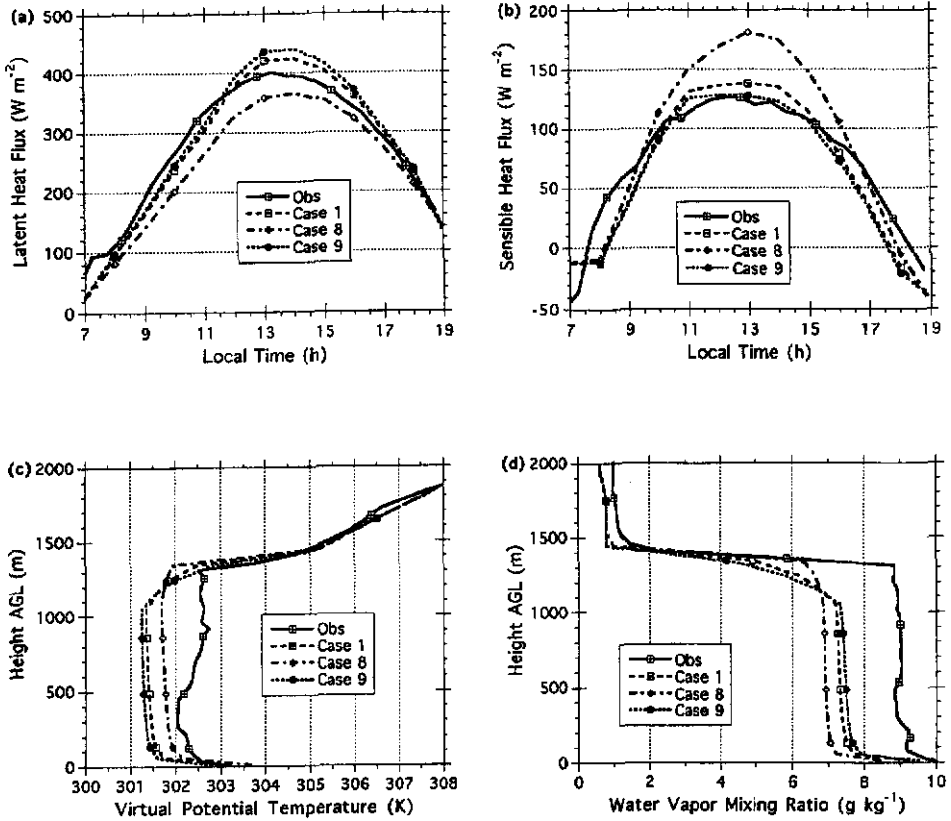 (a)
500
400
300
200
100
0
Latent Heat Flux (W m-2)
Obs
Case 1
Case 8
Case 9
7 9 11 13 15 17 19
Local Time (h)
(b)
200
150
100
50
0
-50
Sensible Heat Flux (W m-2)
Obs
Case 1
Case 8
Case 9
7 9 11 13 15 17 19
Local Time (h)
(c)
2000
1500
1000
500
0
Height AGL (m)
Obs
Case 1
Case 8
Case 9
300 301 302 303 304 305 306 307 308
Virtual Potential Temperature (K)
(d)
2000
1500
1000
500
0
Height AGL (m)
Obs
Case 1
Case 8
Case 9
0 2 4 6 8 10
Water Vapor Mixing Ratio (g kg-1)